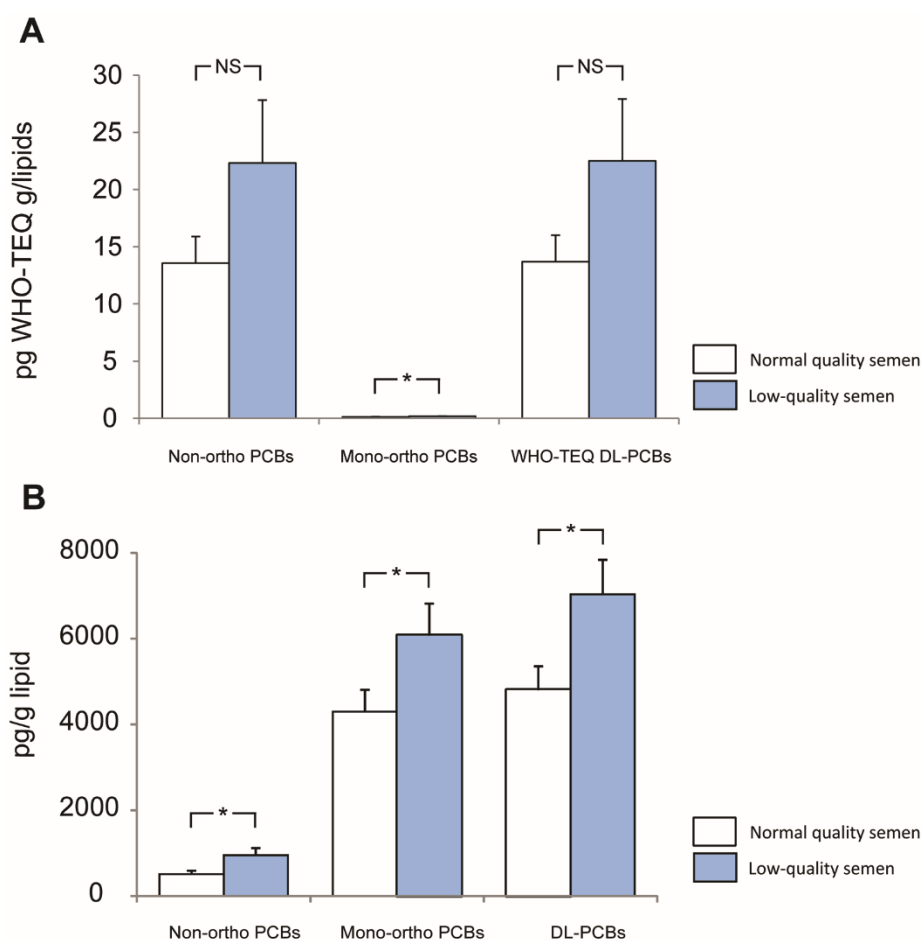 A
NS
NS
30
25
20
15
10
5
0
pg WHO-TEQ g/lipids
*
Normal quality semen
Low-quality semen
Non-ortho PCBs
Mono-ortho PCBs
WHO-TEQ DL-PCBs
B
8000
6000
4000
2000
0
pg/g lipid
*
*
*
Normal quality semen
Low-quality semen
Non-ortho PCBs
Mono-ortho PCBs
DL-PCBs